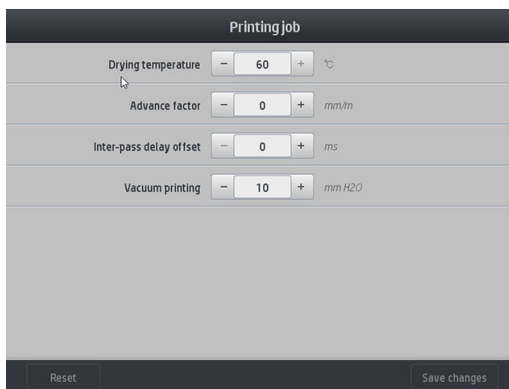 Printing job
Drying temperature − 60 + °C
Advance factor − 0 + mm/m
Inter-pass delay offset − 0 + ms
Vacuum printing − 10 + mm H2O
Reset Save changes